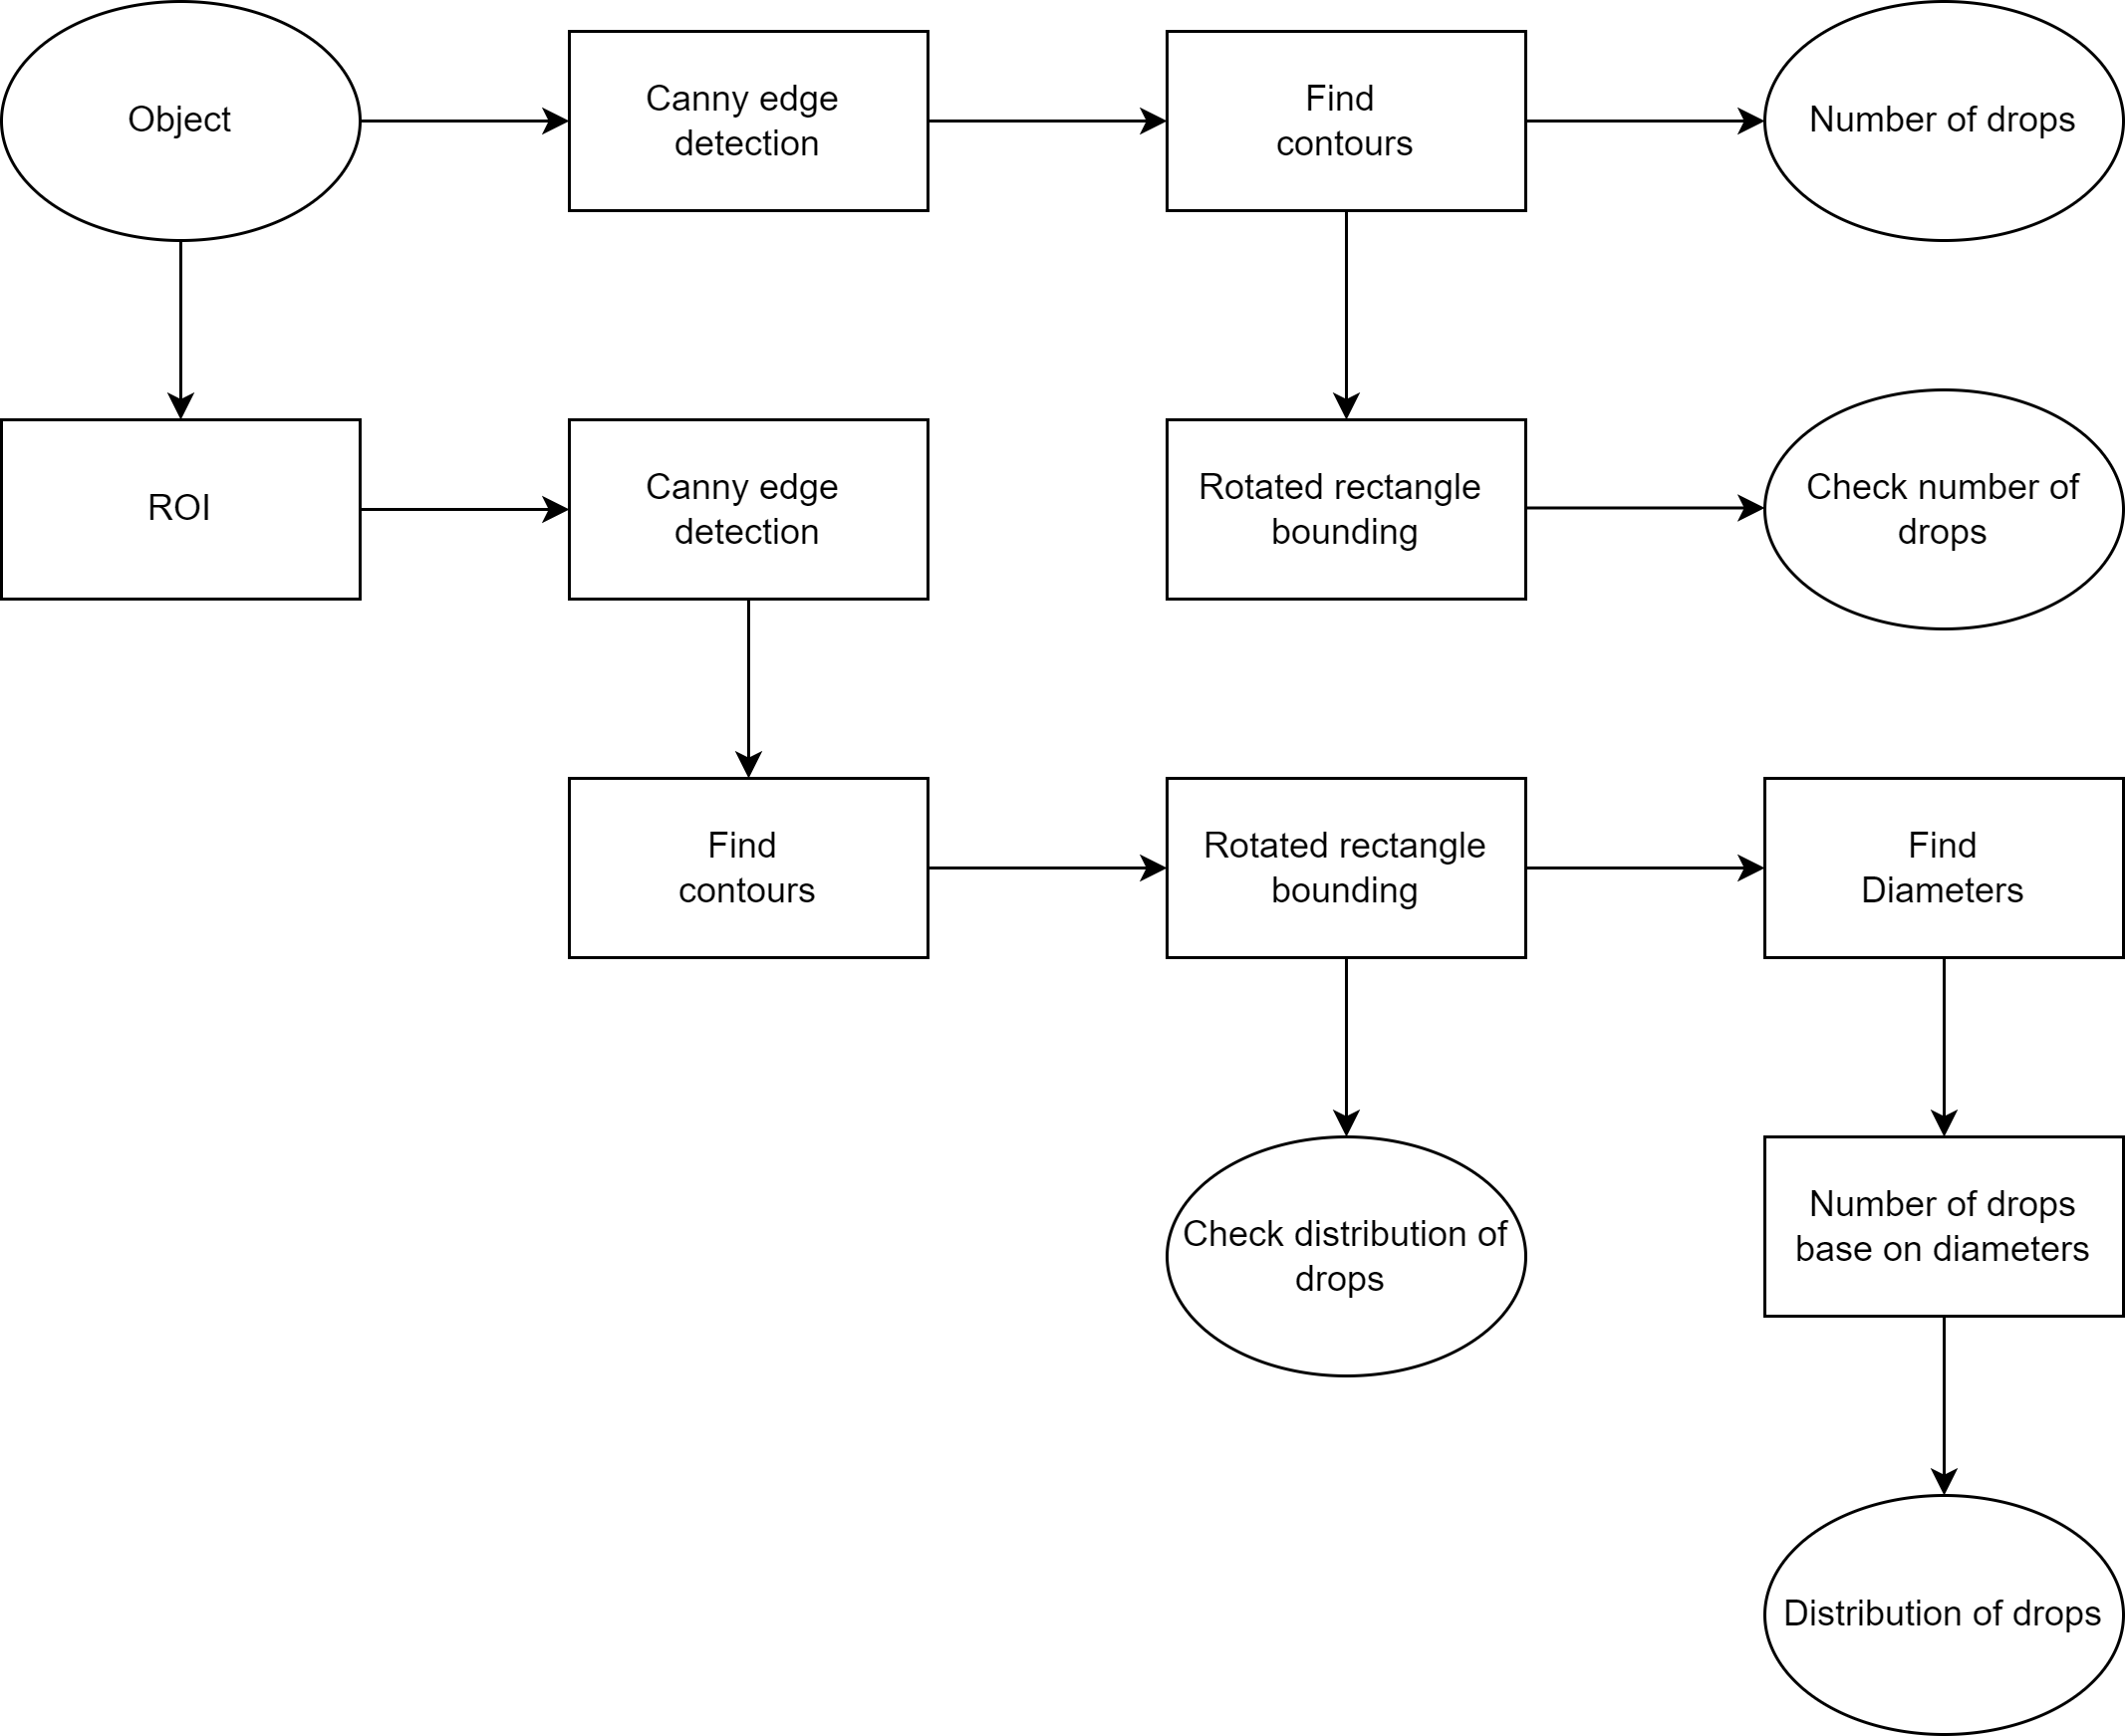 Object
Canny edge
detection
Find
contours
Number of drops
ROI
Canny edge
detection
Rotated rectangle
bounding
Check number of
drops
Find
contours
Rotated rectangle
bounding
Find
Diameters
Check distribution of
drops
Number of drops
base on diameters
Distribution of drops